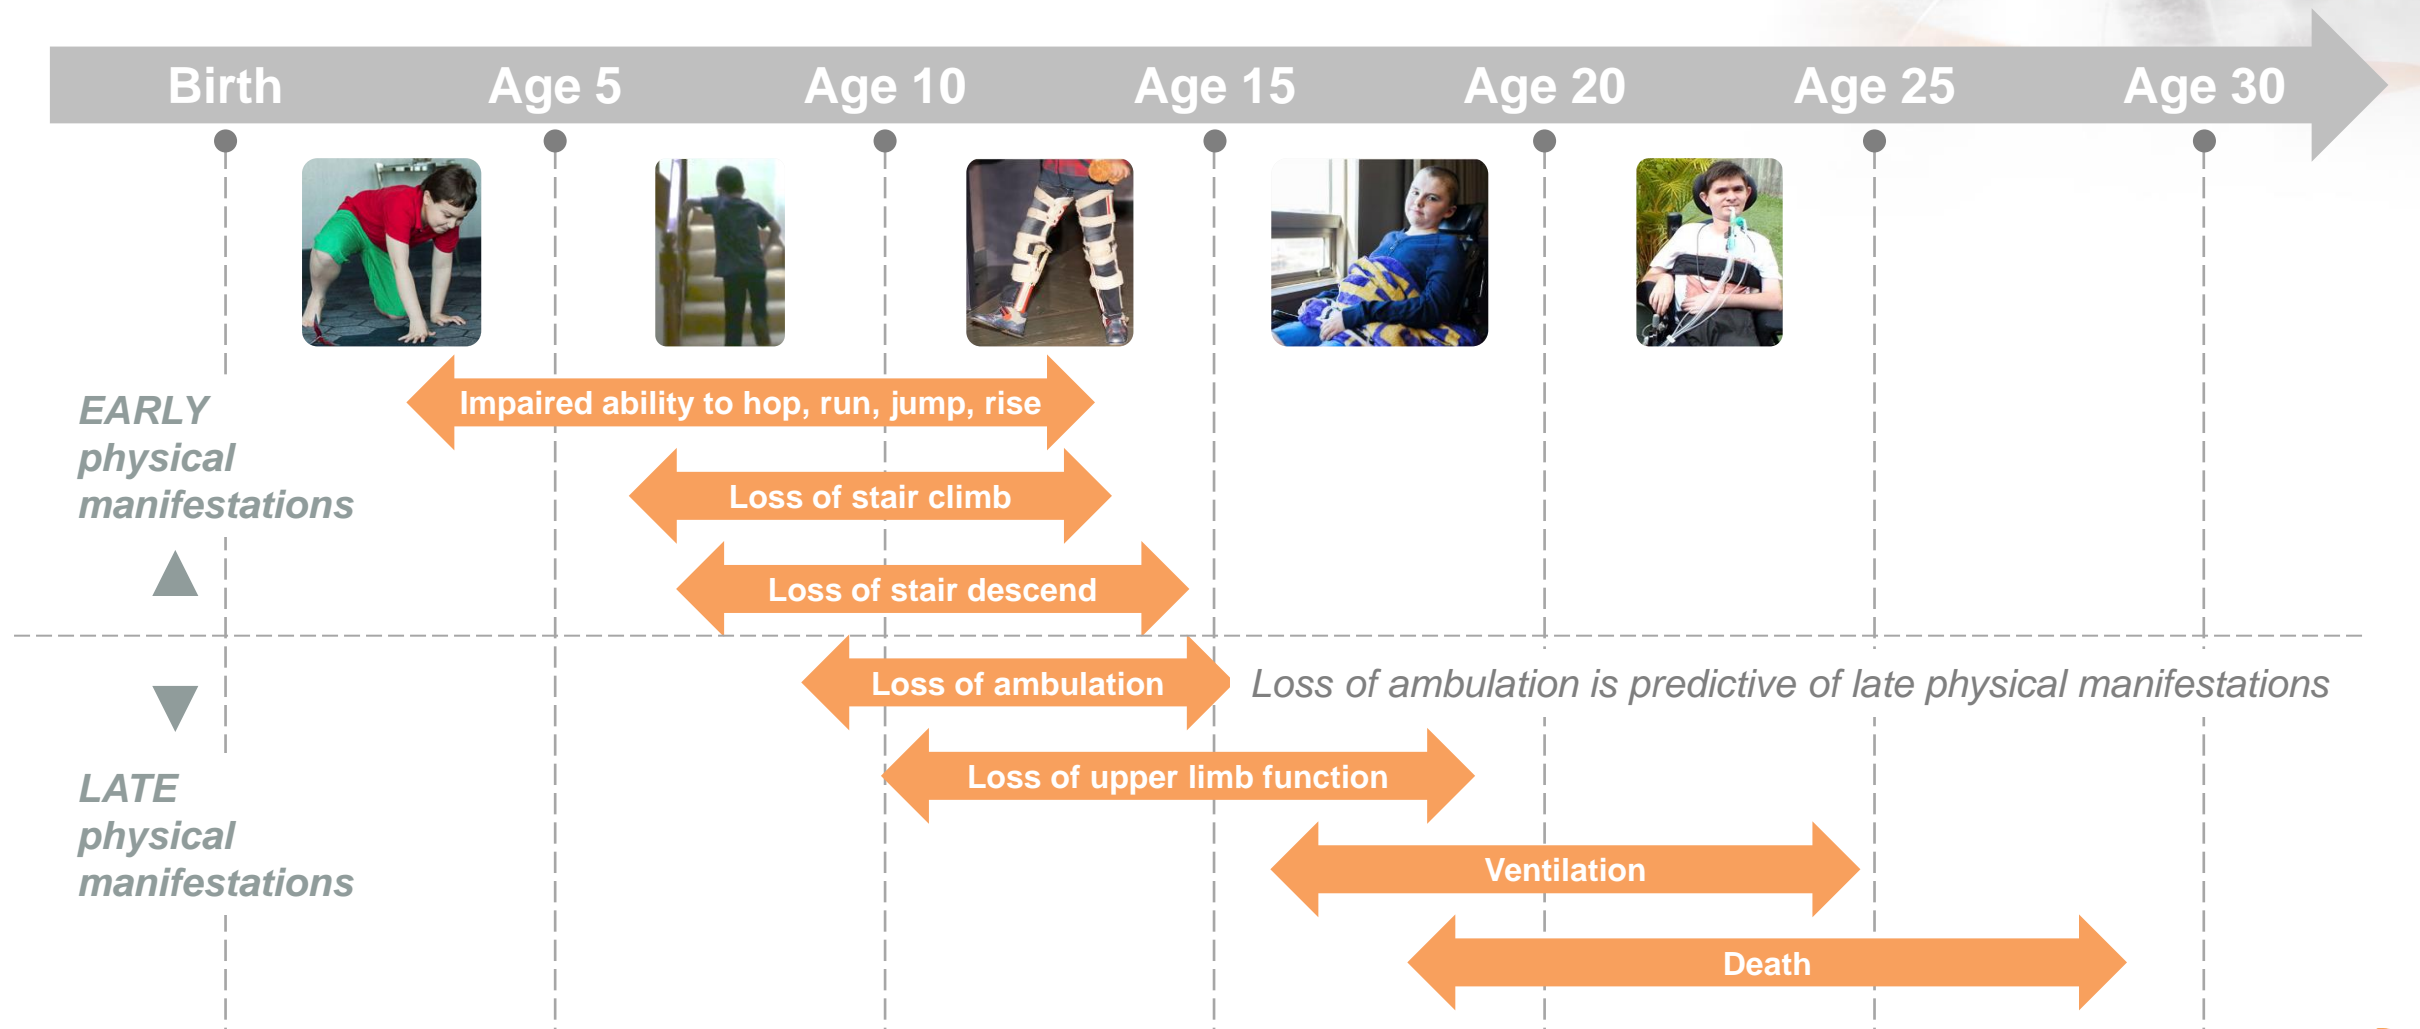 Birth Age 5 Age 10 Age 15 Age 20 Age 25 Age 30
EARLY
physical
manifestations
Impaired ability to hop, run, jump, rise
Loss of stair climb
Loss of stair descend
Loss of ambulation
Loss of ambulation is predictive of late physical manifestations
LATE
physical
manifestations
Loss of upper limb function
Ventilation
Death